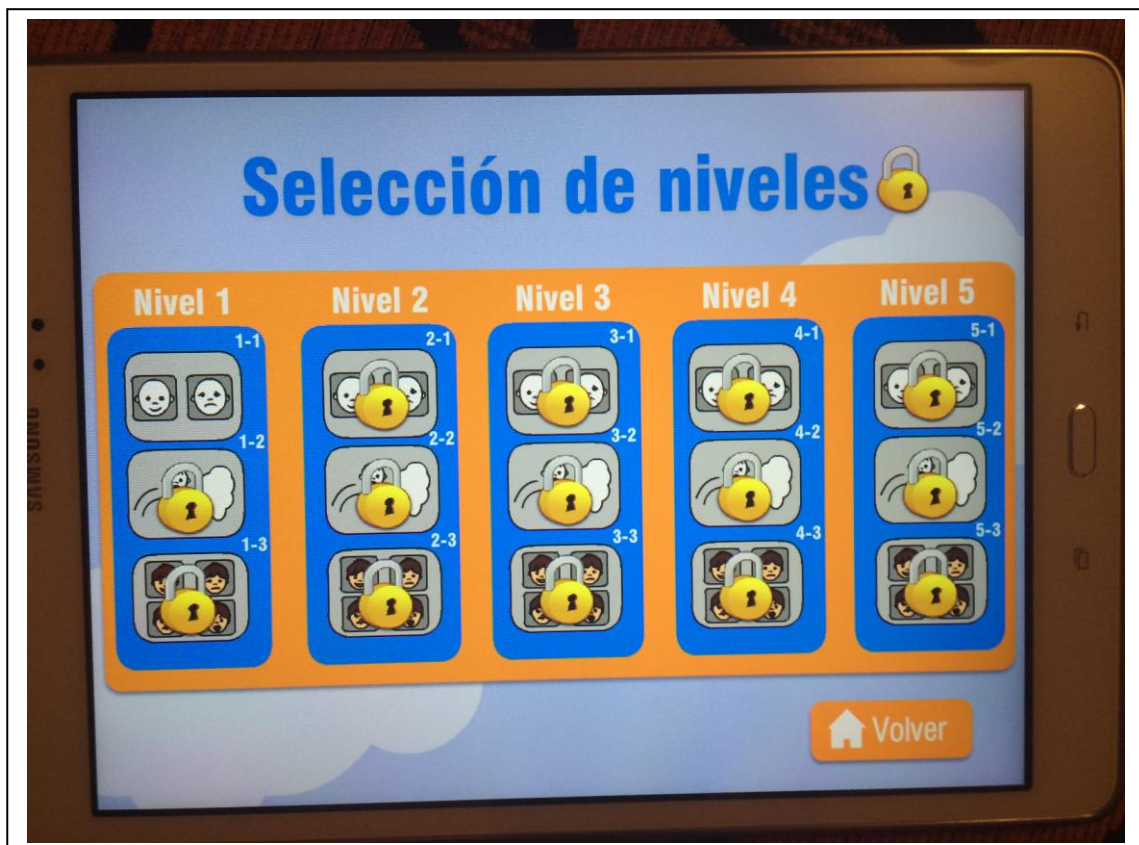 Selección de niveles
Nivel 1 Nivel 2 Nivel 3 Nivel 4 Nivel 5
1-1 2-1 3-1 4-1 5-1
1-2 2-2 3-2 4-2 5-2
1-3 2-3 3-3 4-3 5-3
Volver
SAMSUNG